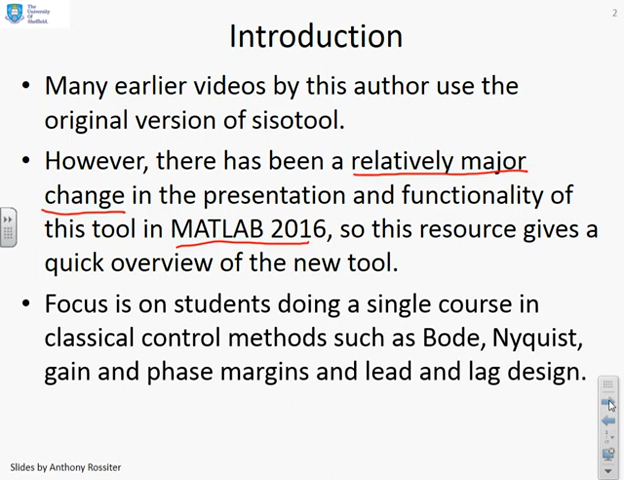 The
University
Of
Sheffield.
2
Introduction
• Many earlier videos by this author use the
original version of sisotool.
• However, there has been a relatively major
change in the presentation and functionality of
this tool in MATLAB 2016, so this resource gives a
quick overview of the new tool.
• Focus is on students doing a single course in
classical control methods such as Bode, Nyquist,
gain and phase margins and lead and lag design.
Slides by Anthony Rossiter